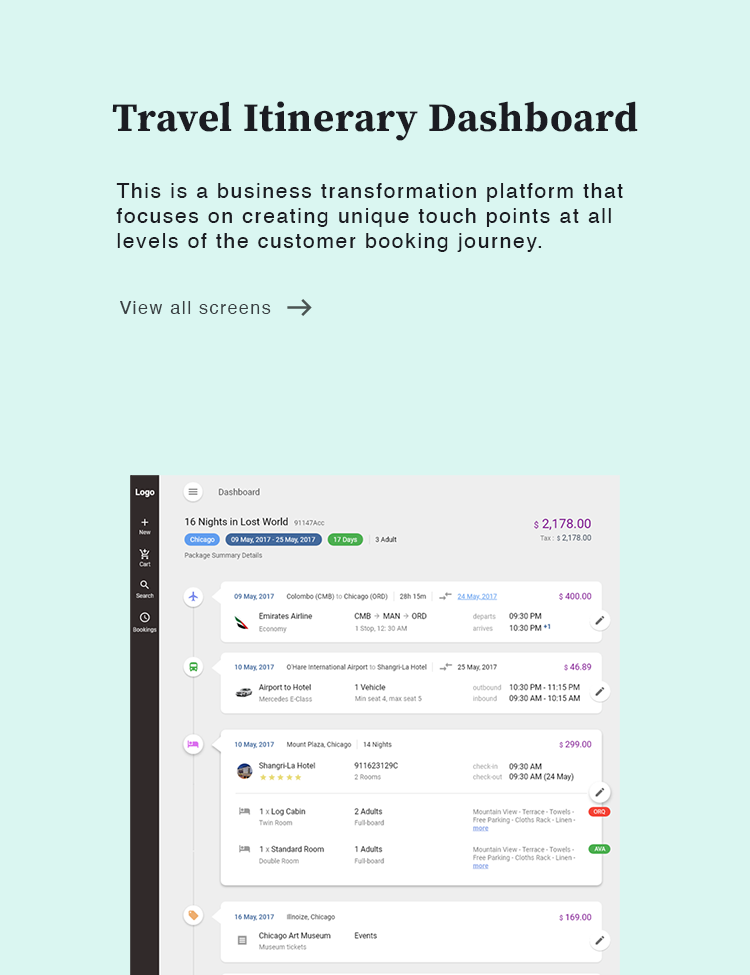 Travel Itinerary Dashboard
This is a business transformation platform that
focuses on creating unique touch points at all
levels of the customer booking journey.
View all screens
Logo
Dashboard
New
Cart
Search
Bookings
16 Nights in Lost World 91147Acc
$ 2,178.00
Chicago 09 May, 2017 - 25 May, 2017 17 Days 3 Adult
Tax : $ 2,178.00
Package Summary Details
09 May, 2017 Colombo (CMB) to Chicago (ORD) 28h 15m 24 May, 2017 $ 400.00
Emirates Airline CMB → MAN → ORD departs 09:30 PM
Economy 1 Stop, 12: 30 AM arrives 10:30 PM +1
10 May, 2017 O'Hare International Airport to Shangri-La Hotel 25 May, 2017 $ 46.89
Airport to Hotel 1 Vehicle outbound 10:30 PM - 11:15 PM
Mercedes E-Class Min seat 4, max seat 5 inbound 09:30 AM - 10:15 AM
10 May, 2017 Mount Plaza, Chicago 14 Nights $ 299.00
Shangri-La Hotel 911623129C check-in 09:30 AM
2 Rooms check-out 09:30 AM (24 May)
1 x Log Cabin 2 Adults Mountain View - Terrace - Towels - ORQ
Twin Room Full-board Free Parking - Cloths Rack - Linen -
more
1 x Standard Room 1 Adults Mountain View - Terrace - Towels - AVA
Double Room Full-board Free Parking - Cloths Rack - Linen -
more
16 May, 2017 Illnoize, Chicago $ 169.00
Chicago Art Museum Events
Museum tickets